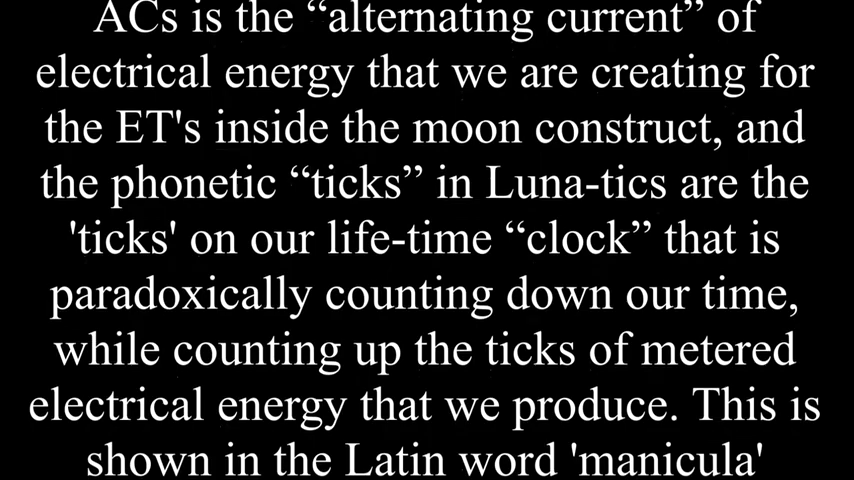 ACs is the “alternating current” of
electrical energy that we are creating for
the ET's inside the moon construct, and
the phonetic “ticks” in Luna-tics are the
'ticks' on our life-time “clock” that is
paradoxically counting down our time,
while counting up the ticks of metered
electrical energy that we produce. This is
shown in the Latin word 'manicula'